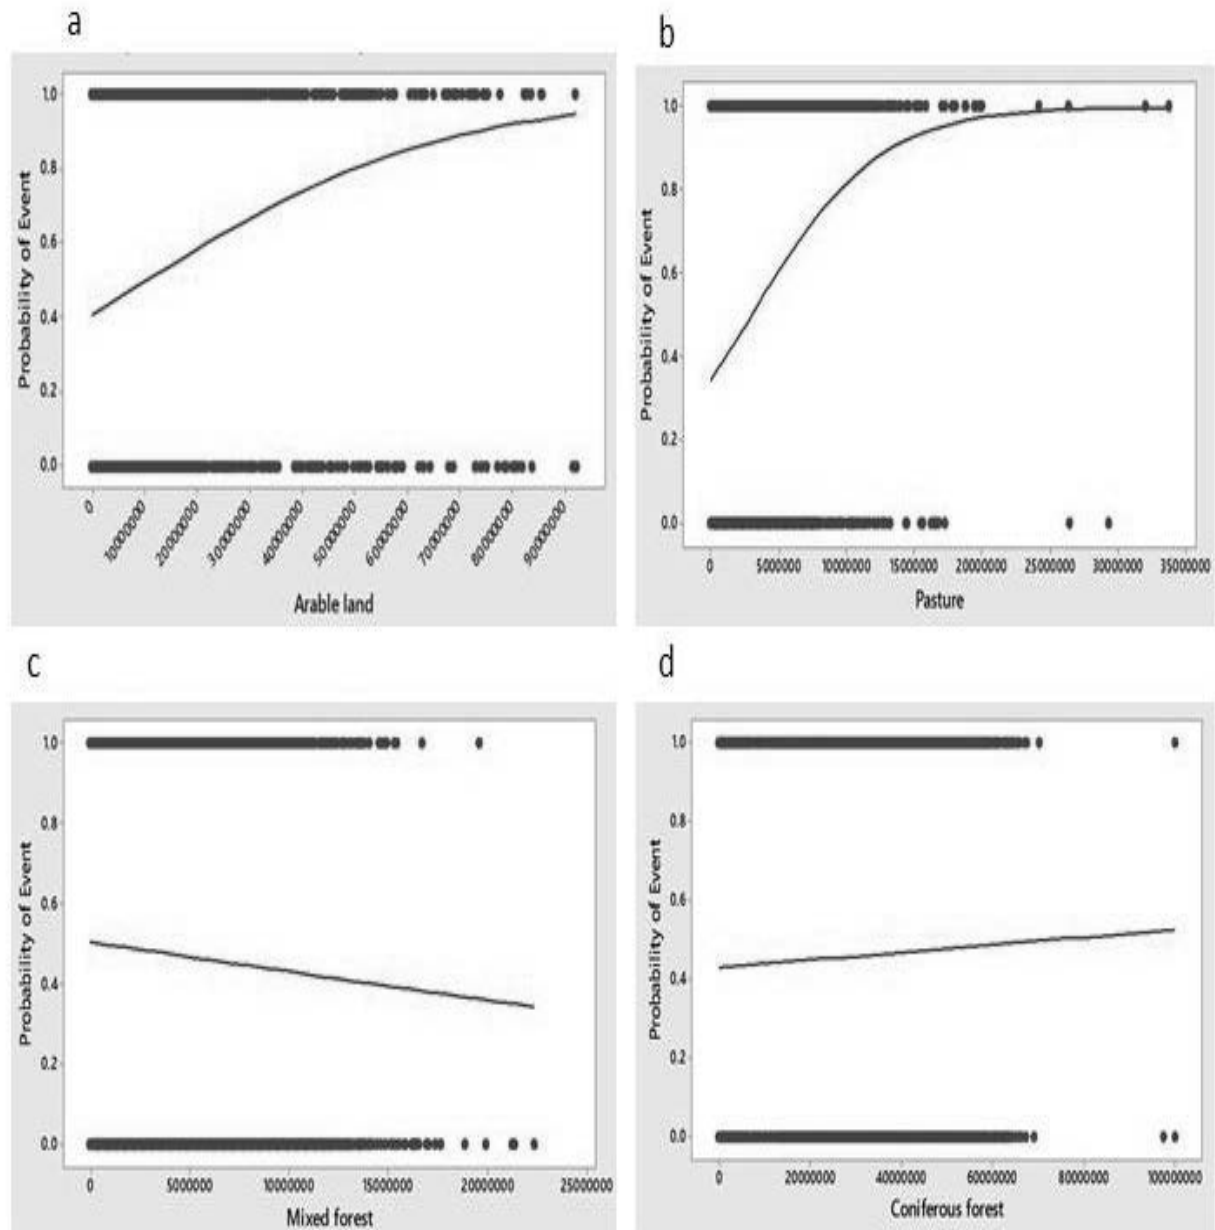 a
Probability of Event
1.0
0.8
0.6
0.4
0.2
0.0
0 10000000 20000000 30000000 40000000 50000000 60000000 70000000 80000000 90000000
Arable land
b
Probability of Event
1.0
0.8
0.6
0.4
0.2
0.0
0 5000000 10000000 15000000 20000000 25000000 30000000 35000000
Pasture
c
Probability of Event
1.0
0.8
0.6
0.4
0.2
0.0
0 5000000 10000000 15000000 20000000 25000000
Mixed forest
d
Probability of Event
1.0
0.8
0.6
0.4
0.2
0.0
0 20000000 40000000 60000000 80000000 100000000
Coniferous forest